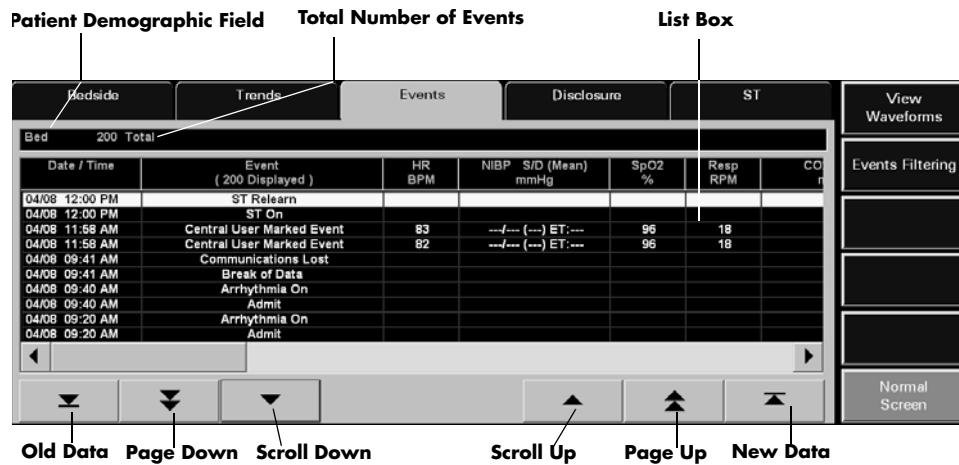 Patient Demographic Field Total Number of Events List Box
Bedside Trends Events Disclosure ST
View
Waveforms
Bed 200 Total
Events Filtering
Date / Time Event HR NIBP S/D (Mean) SpO2 Resp CO
( 200 Displayed ) BPM mmHg % RPM
04/08 12:00 PM ST Relearn
04/08 12:00 PM ST On
04/08 11:58 AM Central User Marked Event 83 ---/--- (---) ET:--- 96 18
04/08 11:58 AM Central User Marked Event 82 ---/--- (---) ET:--- 96 18
04/08 09:41 AM Communications Lost
04/08 09:41 AM Break of Data
04/08 09:40 AM Arrhythmia On
04/08 09:40 AM Admit
04/08 09:20 AM Arrhythmia On
04/08 09:20 AM Admit
Normal
Screen
Old Data Page Down Scroll Down Scroll Up Page Up New Data